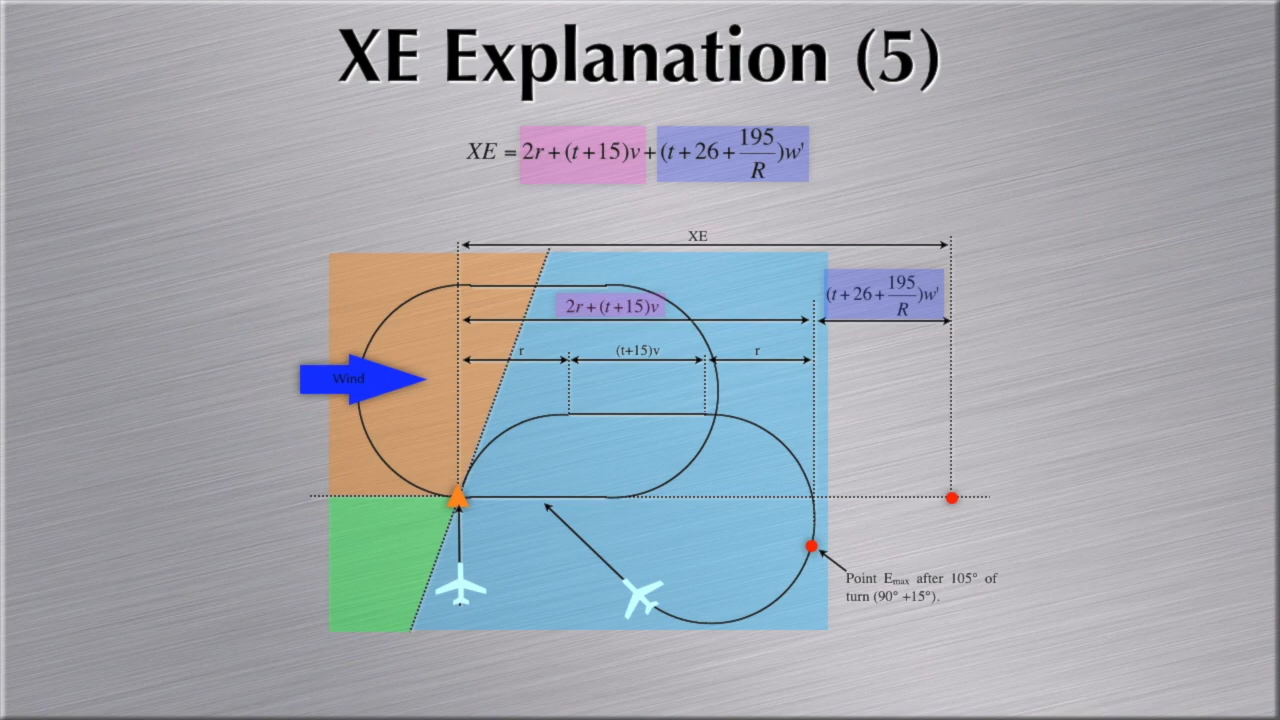 XE Explanation (5)
XE = 2r + (t + 15)v + (t + 26 + 195/R)w'
XE
2r + (t + 15)v
(t + 26 + 195/R)w'
r
(t+15)v
r
Wind
Point Emax after 105° of
turn (90° +15°).